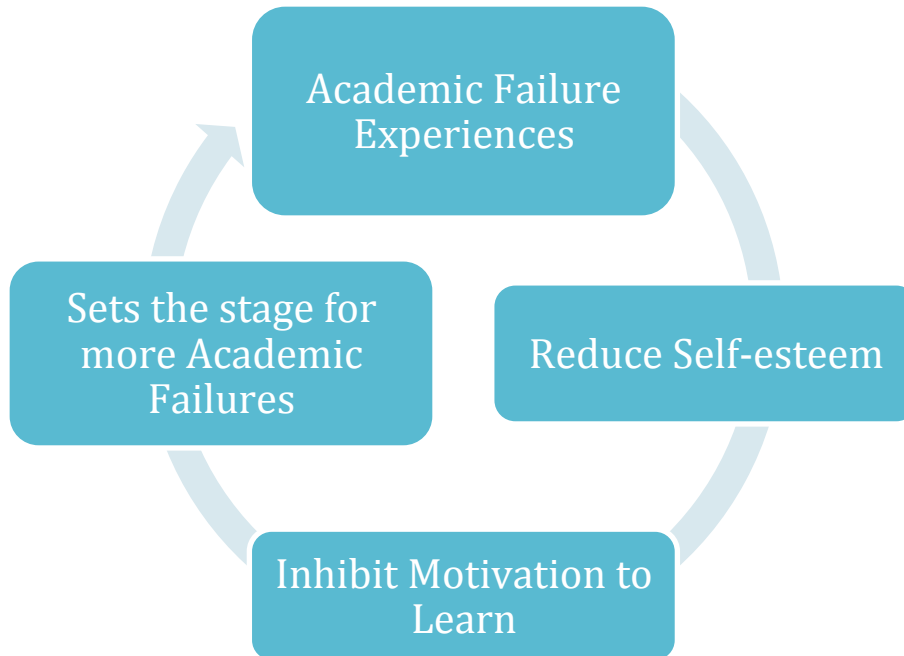 Academic Failure
Experiences
Reduce Self-esteem
Inhibit Motivation to
Learn
Sets the stage for
more Academic
Failures